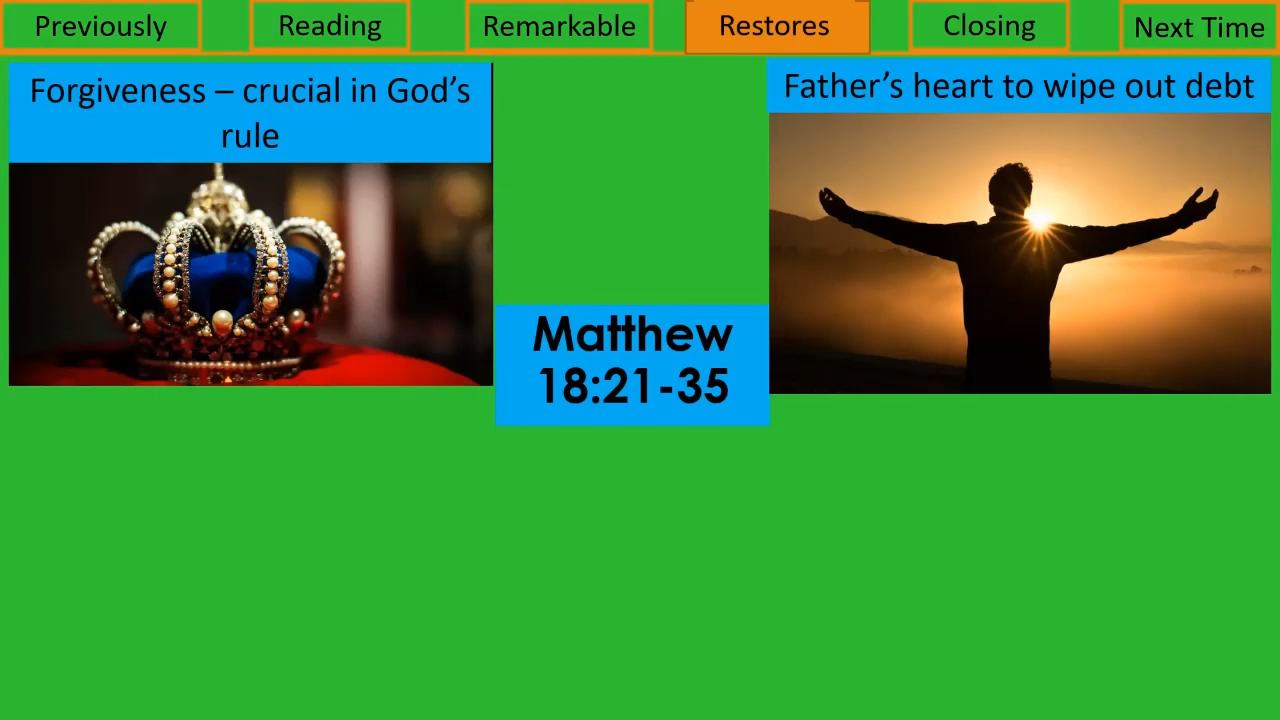 Previously
Reading
Remarkable
Restores
Closing
Next Time
Forgiveness – crucial in God’s
rule
Father’s heart to wipe out debt
Matthew
18:21-35